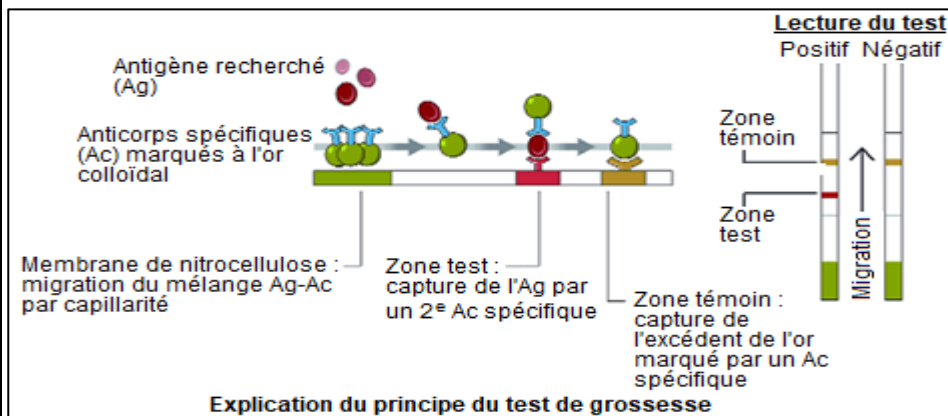 Lecture du test
Positif Négatif
Antigène recherché
(Ag)
Anticorps spécifiques
(Ac) marqués à l'or
colloïdal
Zone
témoin
Zone
test
Migration
Membrane de nitrocellulose :
migration du mélange Ag-Ac
par capillarité
Zone test :
capture de l'Ag par
un 2e Ac spécifique
Zone témoin :
capture de
l'excédent de l'or
marqué par un Ac
spécifique
Explication du principe du test de grossesse